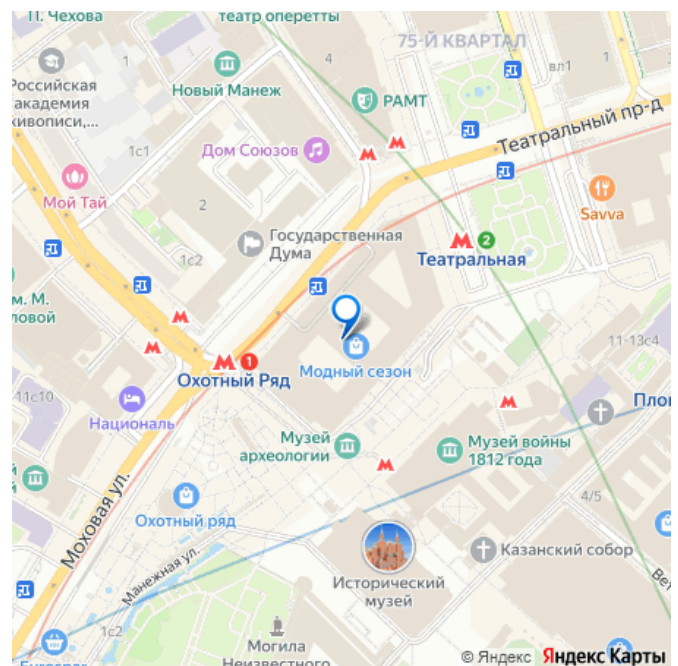 П. Чехова
театр оперетты
75-Й КВАРТАЛ
4
вл1
Российская
академия
живописи,...
Новый Манеж
РАМТ
Театральный пр-д
1с1
Дом Союзов
Мой Тай
2
Savva
Государственная
Дума
1с2
2
Театральная
м. М.
ловой
11-13с4
1
Охотный Ряд
Модный сезон
11с10
Националь
Пло
Музей
археологии
Музей войны
1812 года
4/5
Моховая ул.
Охотный ряд
Манежная ул.
Казанский собор
Исторический
музей
Вет
1с2
Могила
Неизвестного
Eurospar
© Яндекс Яндекс Карты